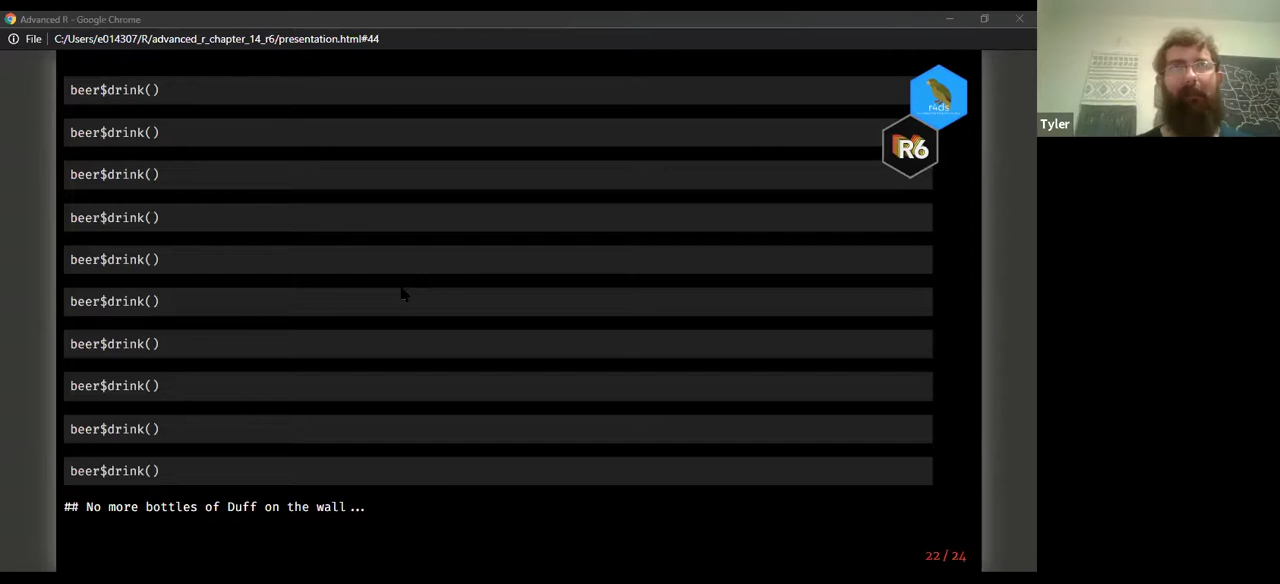 Advanced R - Google Chrome
File C:/Users/e014307/R/advanced_r_chapter_14_r6/presentation.html#44
beer$drink()
beer$drink()
beer$drink()
beer$drink()
beer$drink()
beer$drink()
beer$drink()
beer$drink()
beer$drink()
beer$drink()
## No more bottles of Duff on the wall...
22 / 24
r4ds
R6
Tyler